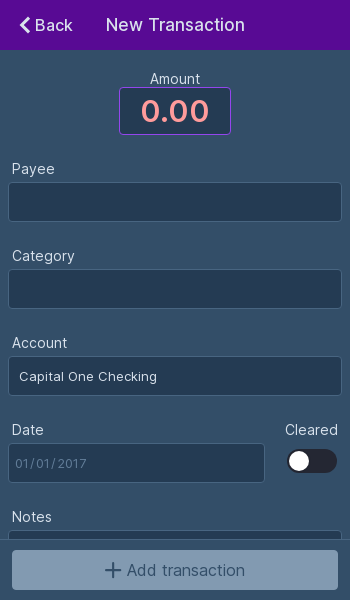 Back
New Transaction
Amount
0.00
Payee
Category
Account
Capital One Checking
Date
Cleared
01/01/2017
Notes
Add transaction